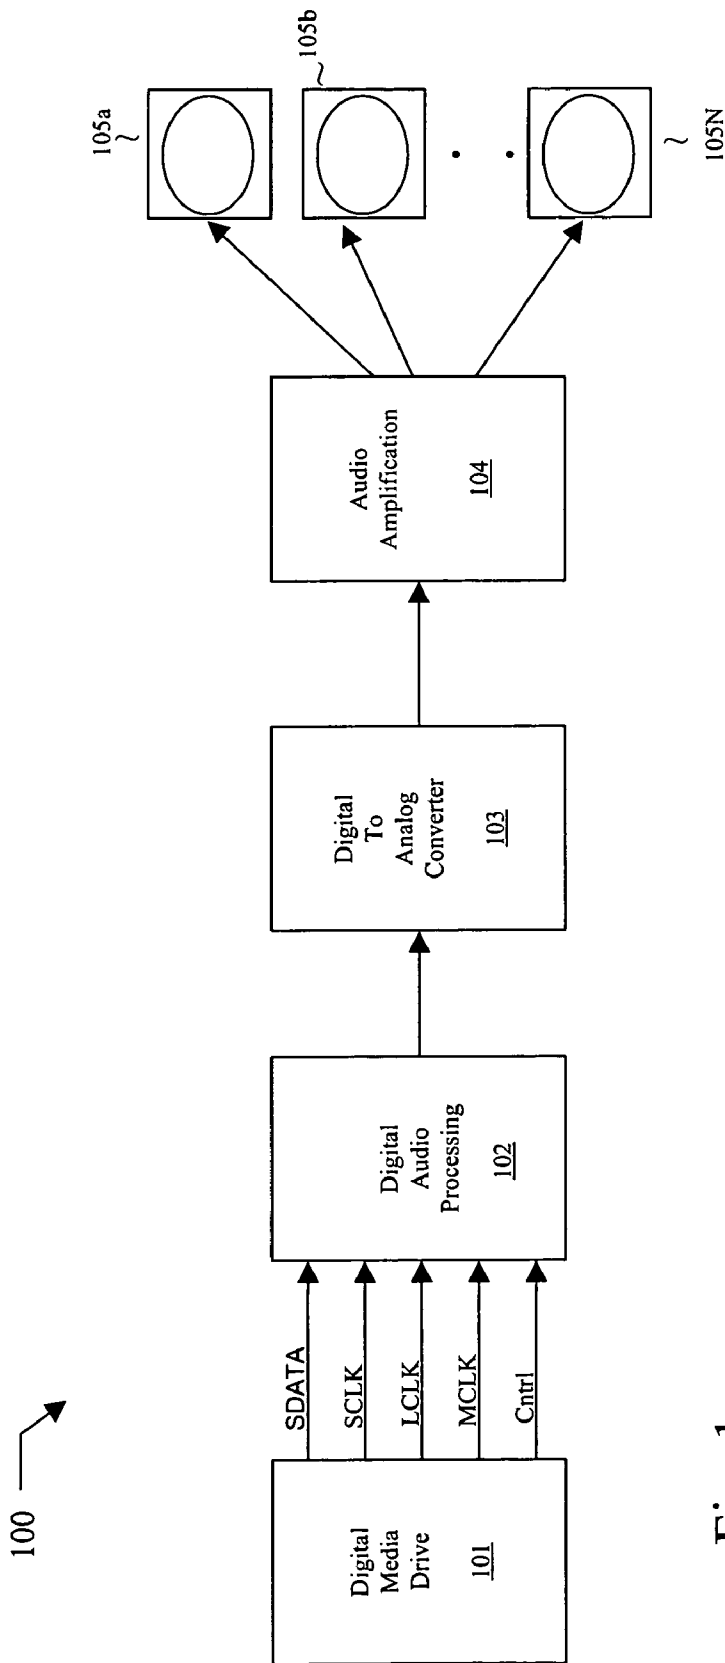 100
Digital
Media
Drive
101
SDATA
SCLK
LCLK
MCLK
Cntrl
Digital
Audio
Processing
102
Digital
To
Analog
Converter
103
Audio
Amplification
104
105a
105b
105N